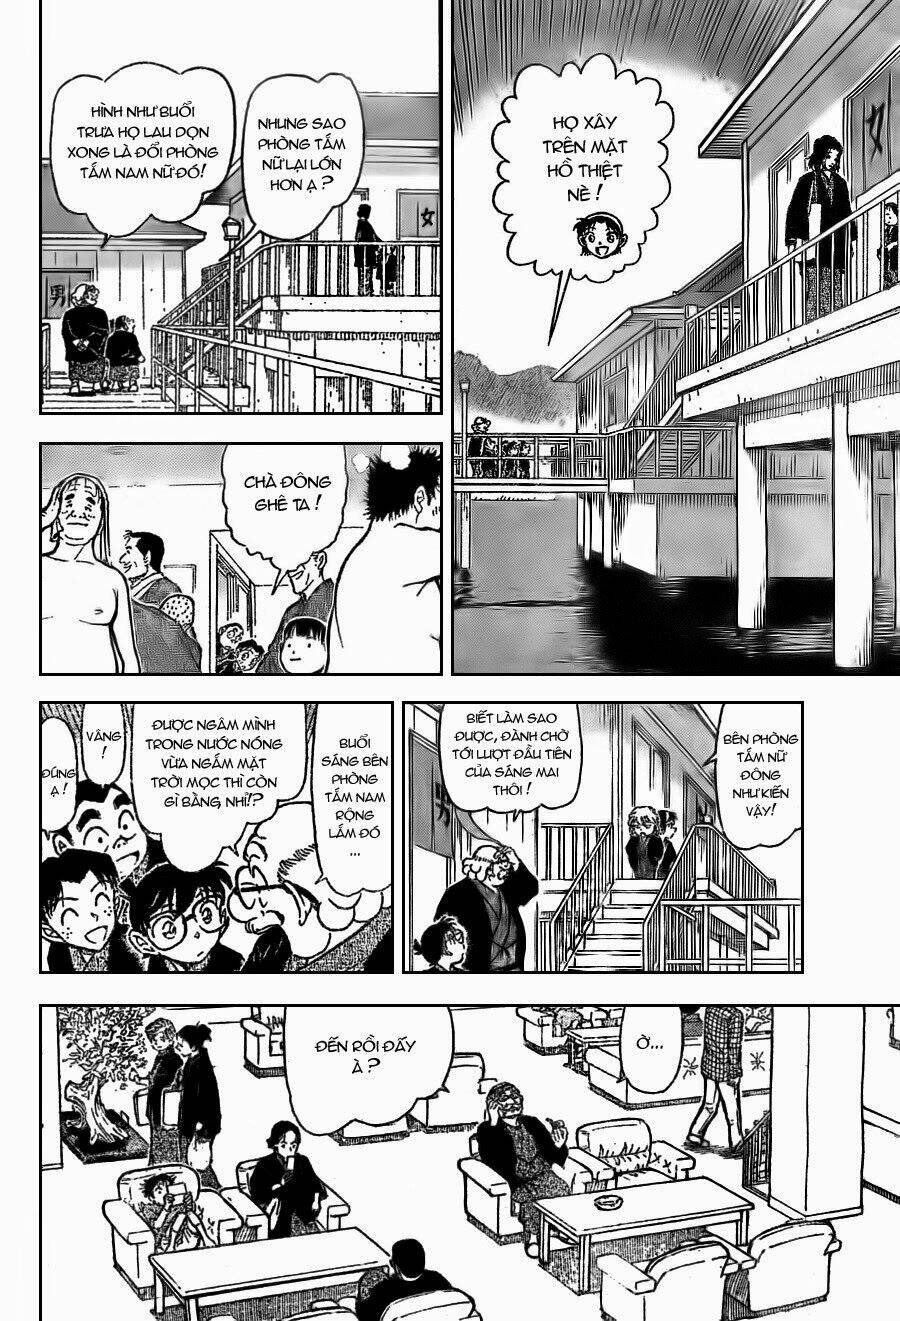 HỌ XÂY
TRÊN MẶT
HỒ THIỆT
NÈ!
女
NHƯNG SAO
PHÒNG TẮM
NỮ LẠI LỚN
HƠN Ạ?
HÌNH NHƯ BUỔI
TRƯA HỌ LAU DỌN
XONG LÀ ĐỔI PHÒNG
TẮM NAM NỮ ĐÓ!
女
男
CHÀ ĐÔNG
GHÊ TA!
BÊN PHÒNG
TẮM NỮ
ĐÔNG
NHƯ KIẾN
VẬY!
BIẾT LÀM SAO
ĐƯỢC, ĐÀNH CHỜ
TỚI LƯỢT ĐẦU TIÊN
CỦA SÁNG MAI
THÔI!
男
BUỔI
SÁNG BÊN
PHÒNG
TẮM NAM
RỘNG
LẮM ĐÓ
...
ĐƯỢC NGÂM MÌNH
TRONG NƯỚC NÓNG
VỪA NGẮM MẶT
TRỜI MỌC THÌ CÒN
GÌ BẰNG, NHỈ!?
VÂNG
!
ĐÚNG
Ạ!
Ờ...
ĐẾN RỒI ĐẤY
À?